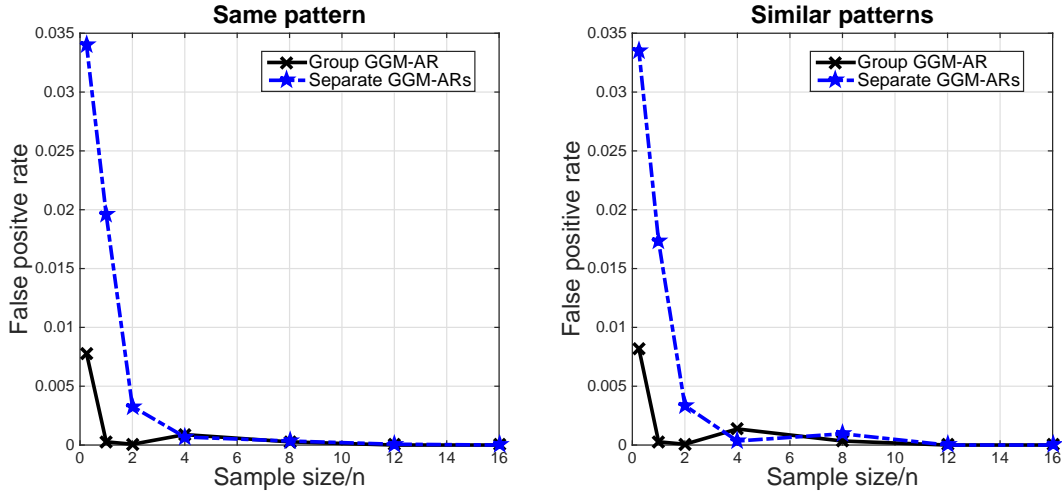 Same pattern
0.035
0.03
0.025
0.02
0.015
0.01
0.005
0
False positve rate
Group GGM-AR
Separate GGM-ARs
0 2 4 6 8 10 12 14 16
Sample size/n
Similar patterns
0.035
0.03
0.025
0.02
0.015
0.01
0.005
0
False positve rate
Group GGM-AR
Separate GGM-ARs
0 2 4 6 8 10 12 14 16
Sample size/n